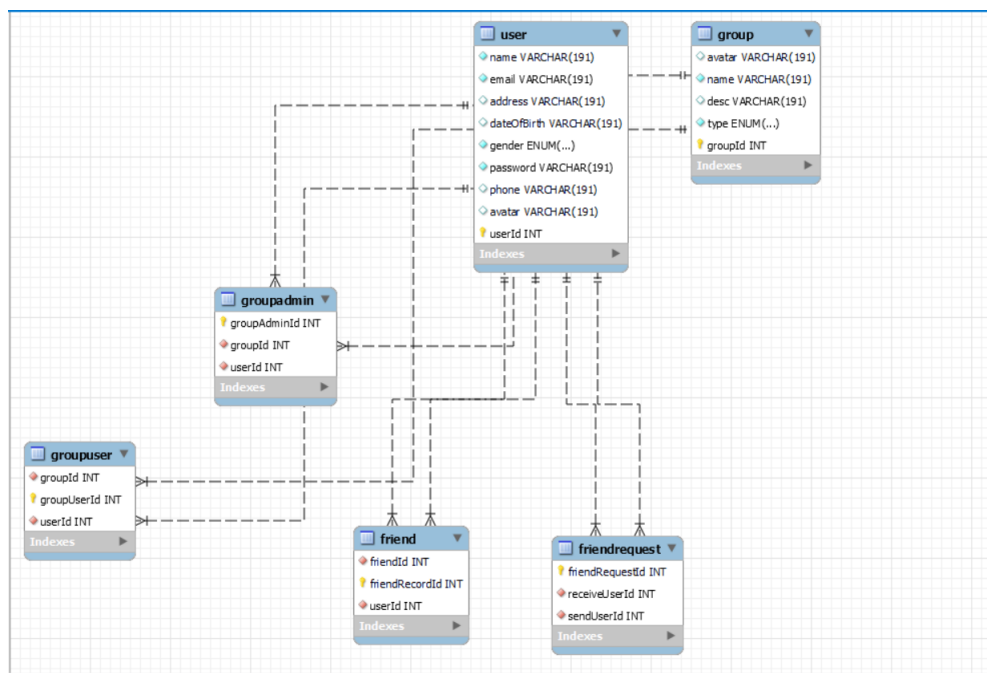 user
name VARCHAR(191)
email VARCHAR(191)
address VARCHAR(191)
dateOfBirth VARCHAR(191)
gender ENUM(...)
password VARCHAR(191)
phone VARCHAR(191)
avatar VARCHAR(191)
userId INT
Indexes
group
avatar VARCHAR(191)
name VARCHAR(191)
desc VARCHAR(191)
type ENUM(...)
groupId INT
Indexes
groupadmin
groupAdminId INT
groupId INT
userId INT
Indexes
groupuser
groupId INT
groupUserId INT
userId INT
Indexes
friend
friendId INT
friendRecordId INT
userId INT
Indexes
friendrequest
friendRequestId INT
receiveUserId INT
sendUserId INT
Indexes